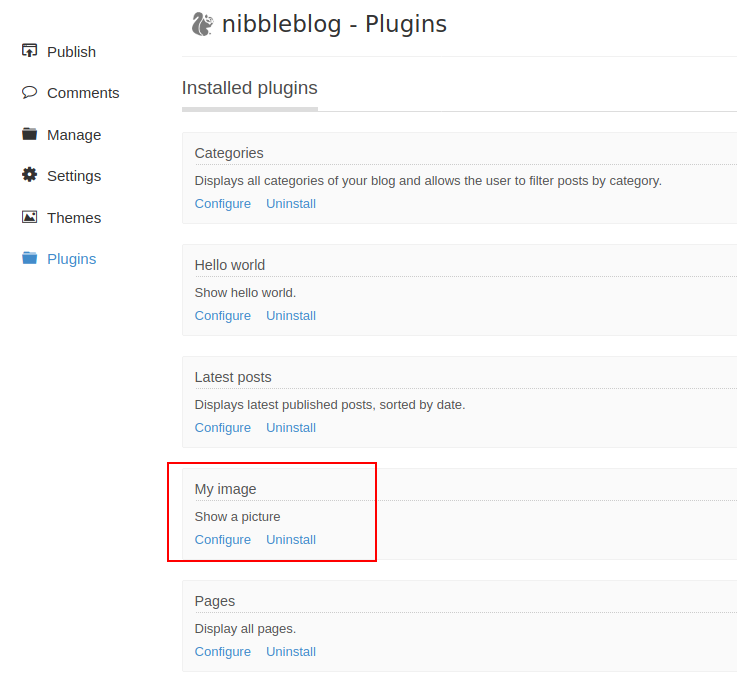 nibbleblog - Plugins
Publish
Comments
Manage
Settings
Themes
Plugins
Installed plugins
Categories
Displays all categories of your blog and allows the user to filter posts by category.
Configure Uninstall
Hello world
Show hello world.
Configure Uninstall
Latest posts
Displays latest published posts, sorted by date.
Configure Uninstall
My image
Show a picture
Configure Uninstall
Pages
Display all pages.
Configure Uninstall